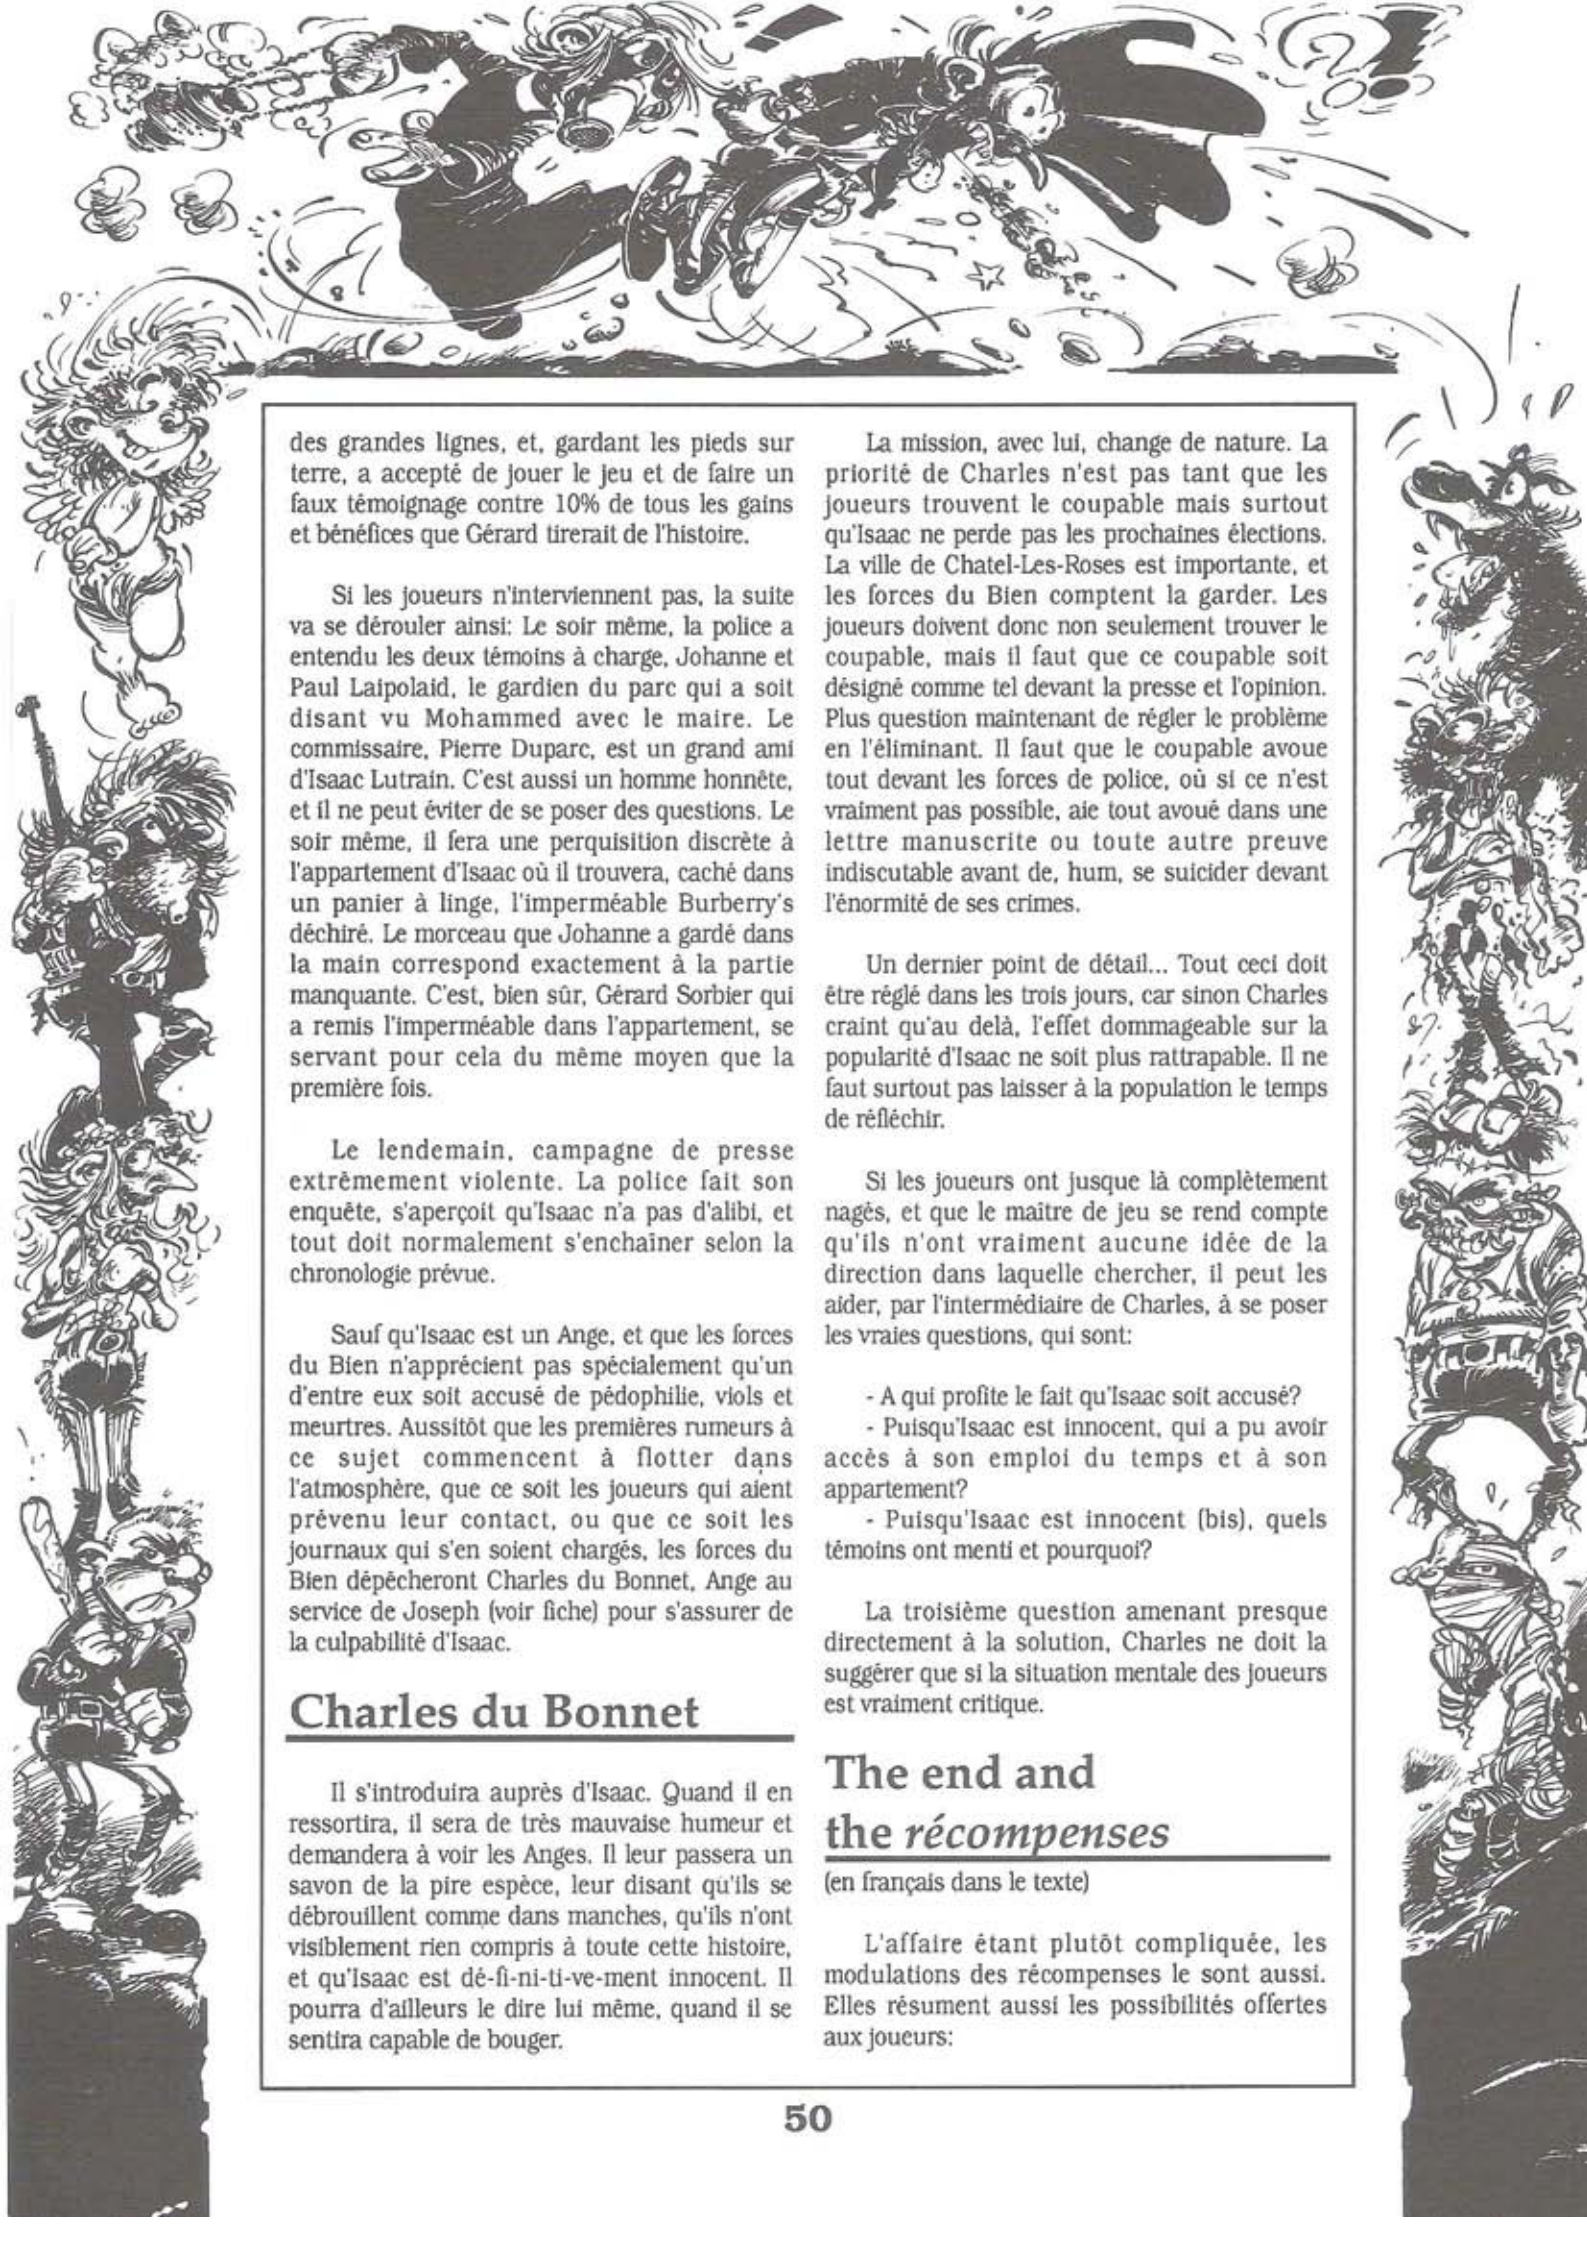 des grandes lignes, et, gardant les pieds sur
terre, a accepté de jouer le jeu et de faire un
faux témoignage contre 10% de tous les gains
et bénéfices que Gérard tirerait de l'histoire.
Si les joueurs n'interviennent pas, la suite
va se dérouler ainsi: Le soir même, la police a
entendu les deux témoins à charge, Johanne et
Paul Laipolaid, le gardien du parc qui a soit
disant vu Mohammed avec le maire. Le
commissaire, Pierre Duparc, est un grand ami
d'Isaac Lutrain. C'est aussi un homme honnête,
et il ne peut éviter de se poser des questions. Le
soir même, il fera une perquisition discrète à
l'appartement d'Isaac où il trouvera, caché dans
un panier à linge, l'imperméable Burberry's
déchiré. Le morceau que Johanne a gardé dans
la main correspond exactement à la partie
manquante. C'est, bien sûr, Gérard Sorbier qui
a remis l'imperméable dans l'appartement, se
servant pour cela du même moyen que la
première fois.
Le lendemain, campagne de presse
extrêmement violente. La police fait son
enquête, s'aperçoit qu'Isaac n'a pas d'alibi, et
tout doit normalement s'enchaîner selon la
chronologie prévue.
Sauf qu'Isaac est un Ange, et que les forces
du Bien n'apprécient pas spécialement qu'un
d'entre eux soit accusé de pédophilie, viols et
meurtres. Aussitôt que les premières rumeurs à
ce sujet commencent à flotter dans
l'atmosphère, que ce soit les joueurs qui aient
prévenu leur contact, ou que ce soit les
journaux qui s'en soient chargés, les forces du
Bien dépêcheront Charles du Bonnet, Ange au
service de Joseph (voir fiche) pour s'assurer de
la culpabilité d'Isaac.
Charles du Bonnet
Il s'introduira auprès d'Isaac. Quand il en
ressortira, il sera de très mauvaise humeur et
demandera à voir les Anges. Il leur passera un
savon de la pire espèce, leur disant qu'ils se
débrouillent comme dans manches, qu'ils n'ont
visiblement rien compris à toute cette histoire,
et qu'Isaac est dé-fi-ni-ti-ve-ment innocent. Il
pourra d'ailleurs le dire lui même, quand il se
sentira capable de bouger.
La mission, avec lui, change de nature. La
priorité de Charles n'est pas tant que les
joueurs trouvent le coupable mais surtout
qu'Isaac ne perde pas les prochaines élections.
La ville de Chatel-Les-Roses est importante, et
les forces du Bien comptent la garder. Les
joueurs doivent donc non seulement trouver le
coupable, mais il faut que ce coupable soit
désigné comme tel devant la presse et l'opinion.
Plus question maintenant de régler le problème
en l'éliminant. Il faut que le coupable avoue
tout devant les forces de police, où si ce n'est
vraiment pas possible, aie tout avoué dans une
lettre manuscrite ou toute autre preuve
indiscutable avant de, hum, se suicider devant
l'énormité de ses crimes.
Un dernier point de détail... Tout ceci doit
être réglé dans les trois jours, car sinon Charles
craint qu'au delà, l'effet dommageable sur la
popularité d'Isaac ne soit plus rattrapable. Il ne
faut surtout pas laisser à la population le temps
de réfléchir.
Si les joueurs ont jusque là complètement
nagés, et que le maître de jeu se rend compte
qu'ils n'ont vraiment aucune idée de la
direction dans laquelle chercher, il peut les
aider, par l'intermédiaire de Charles, à se poser
les vraies questions, qui sont:
- A qui profite le fait qu'Isaac soit accusé?
- Puisqu'Isaac est innocent, qui a pu avoir
accès à son emploi du temps et à son
appartement?
- Puisqu'Isaac est innocent (bis), quels
témoins ont menti et pourquoi?
La troisième question amenant presque
directement à la solution, Charles ne doit la
suggérer que si la situation mentale des joueurs
est vraiment critique.
The end and
the récompenses
(en français dans le texte)
L'affaire étant plutôt compliquée, les
modulations des récompenses le sont aussi.
Elles résument aussi les possibilités offertes
aux joueurs:
50